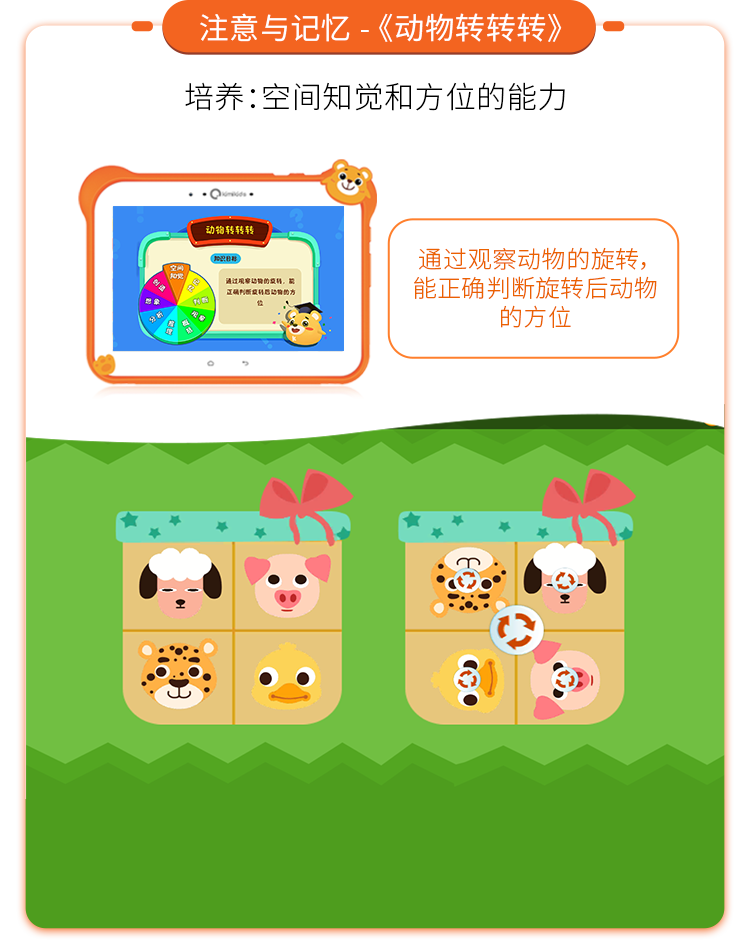 注意与记忆 -《动物转转转》
培养：空间知觉和方位的能力
动物转转转
知识目标
空间
知觉
创造
想象
分析
推理
判断
通过观察动物的旋转，能
正确判断旋转后动物的方
位
通过观察动物的旋转，
能正确判断旋转后动物
的方位